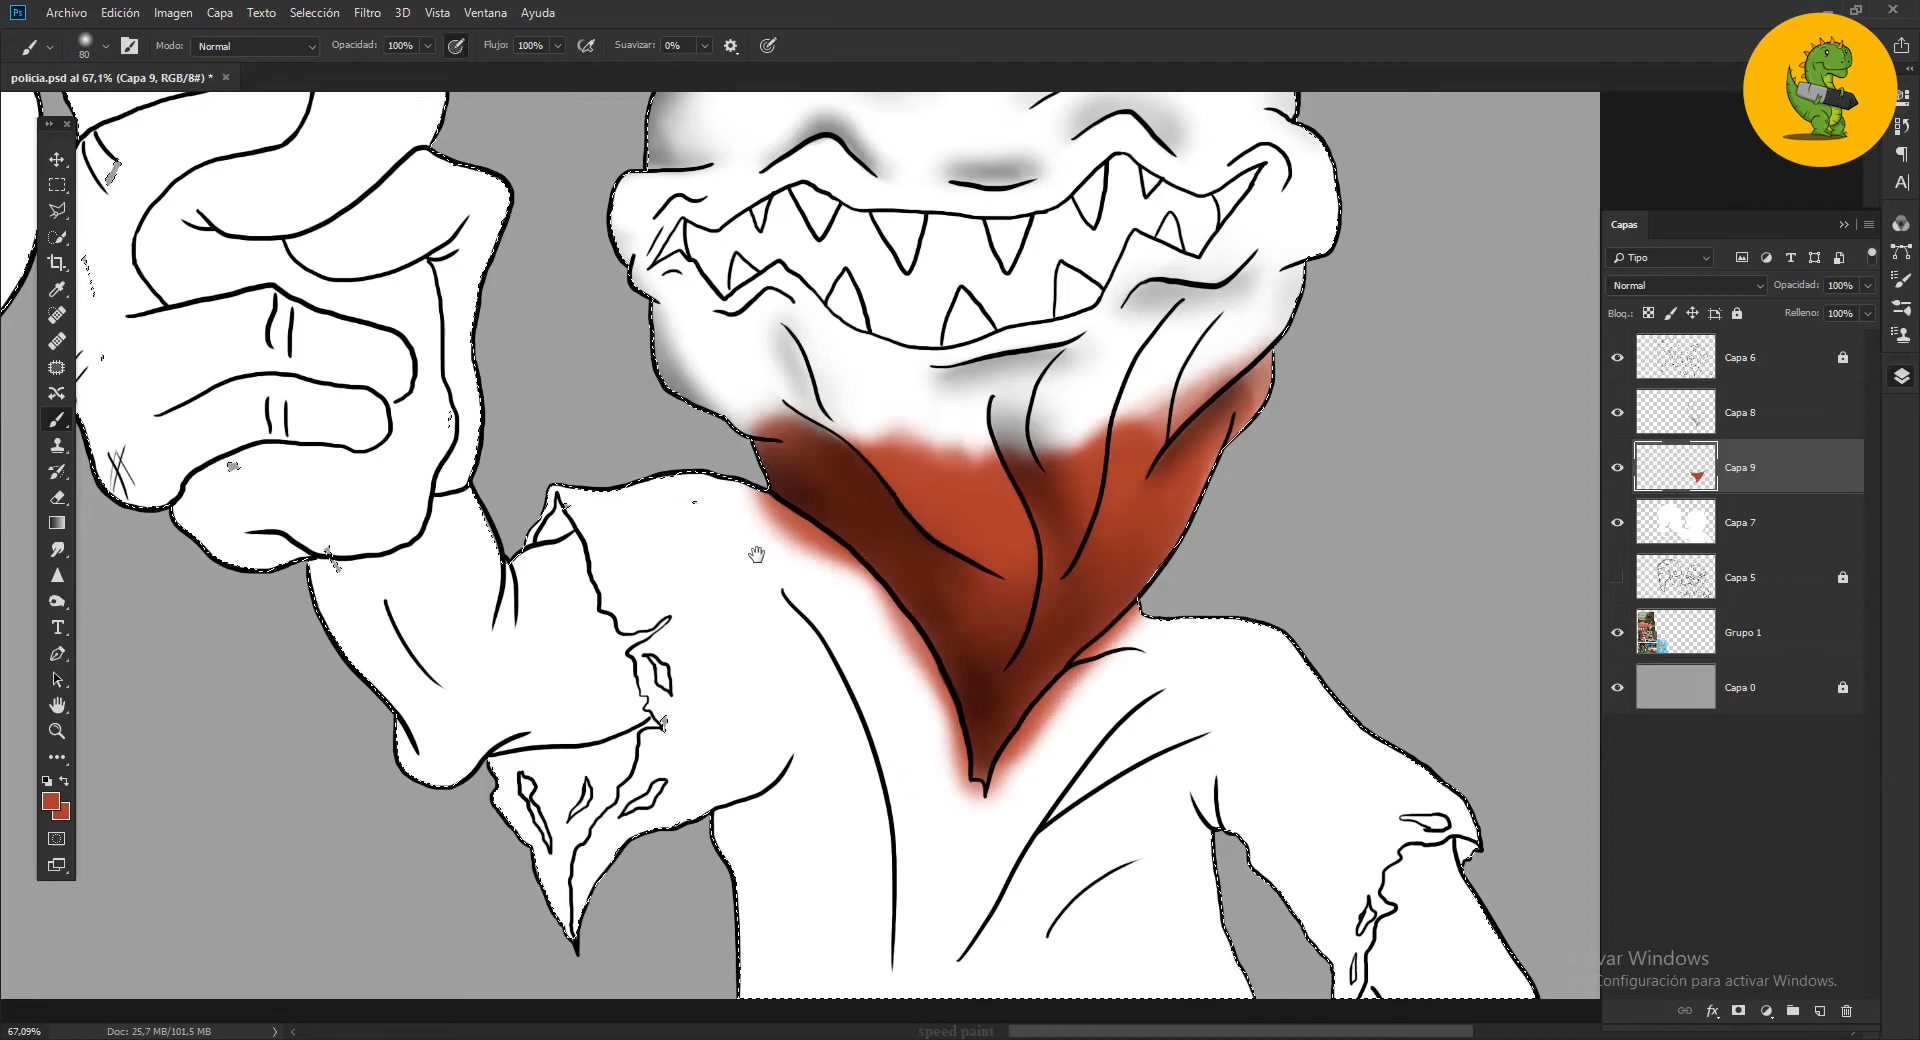 Ps Archivo Edición Imagen Capa Texto Selección Filtro 3D Vista Ventana Ayuda
80 Modo: Normal Opacidad: 100% Flujo: 100% Suavizar: 0%
policia.psd al 67,1% (Capa 9, RGB/8#) *
Capas
Tipo
Normal Opacidad: 100%
Bloq.: Relleno: 100%
Capa 6
Capa 8
Capa 9
Capa 7
Capa 5
Grupo 1
Capa 0
var Windows
Configuración para activar Windows.
67,09% Doc: 25,7 MB/101,5 MB
speed paint